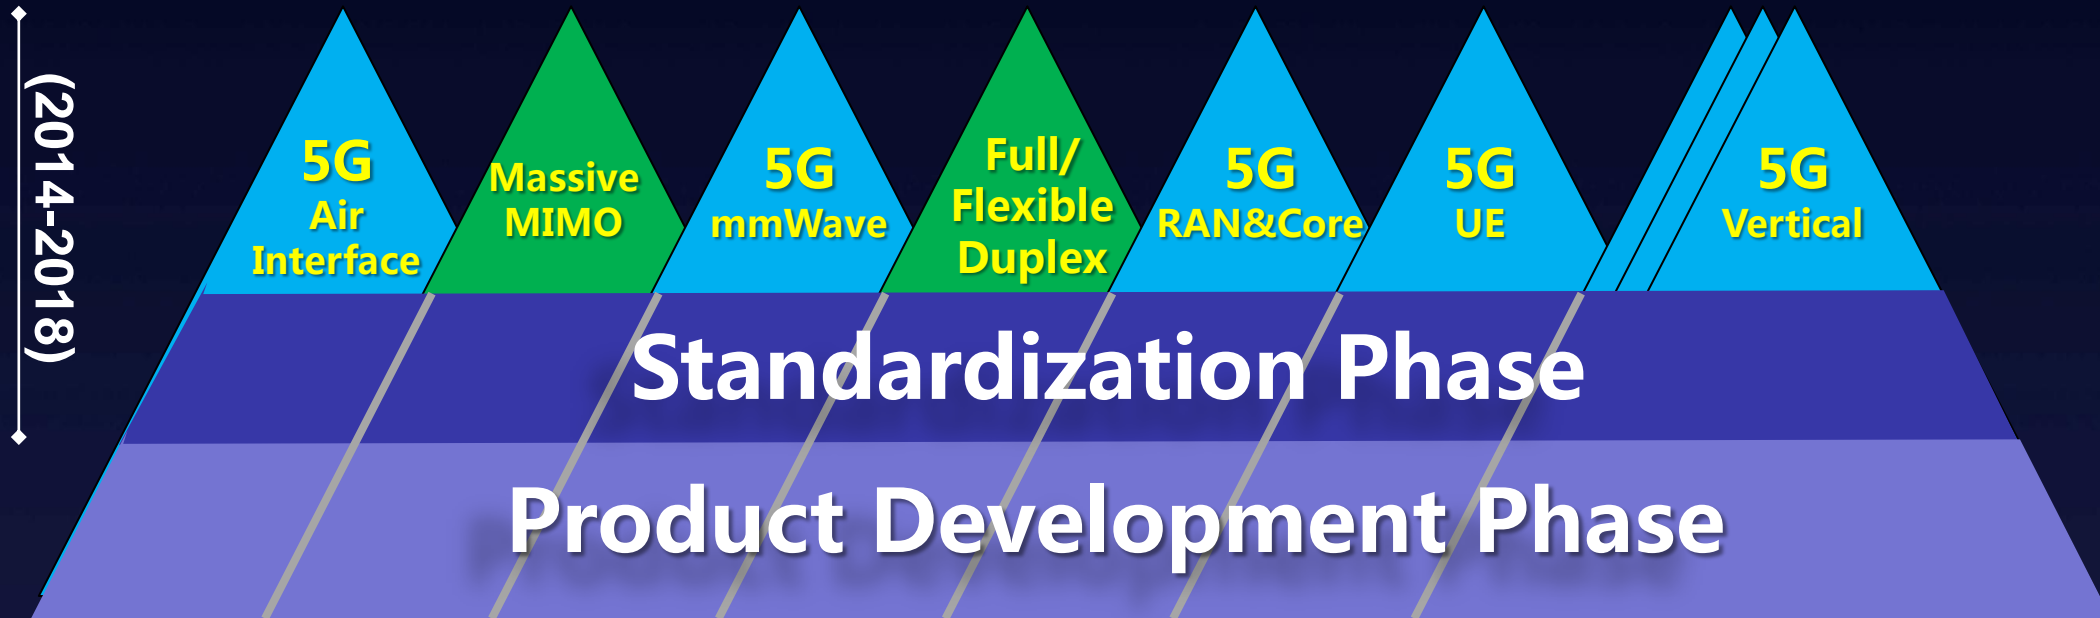 (2014-2018)
5G
Air
Interface
Massive
MIMO
5G
mmWave
Full/
Flexible
Duplex
5G
RAN&Core
5G
UE
5G
Vertical
Standardization Phase
Product Development Phase